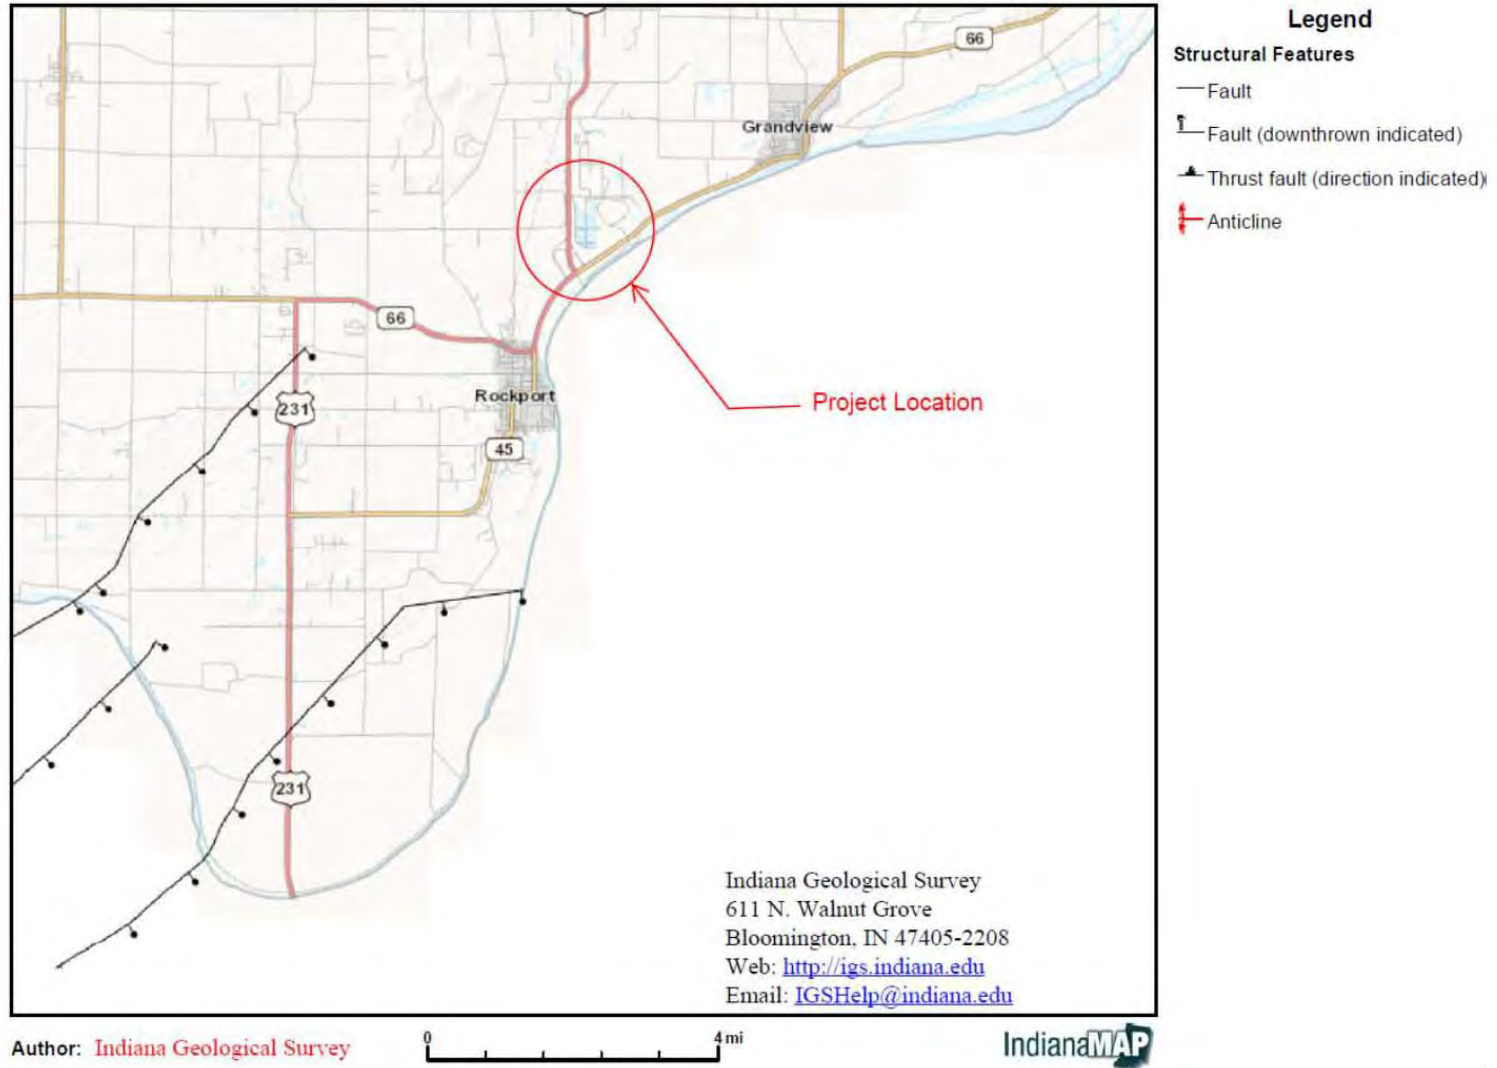 Legend
Structural Features
Fault
Fault (downthrown indicated)
Thrust fault (direction indicated)
Anticline
66
Grandview
66
Rockport
231
45
Project Location
231
Indiana Geological Survey
611 N. Walnut Grove
Bloomington, IN 47405-2208
Web: http://igs.indiana.edu
Email: IGSHelp@indiana.edu
Author: Indiana Geological Survey
0 4 mi
IndianaMAP